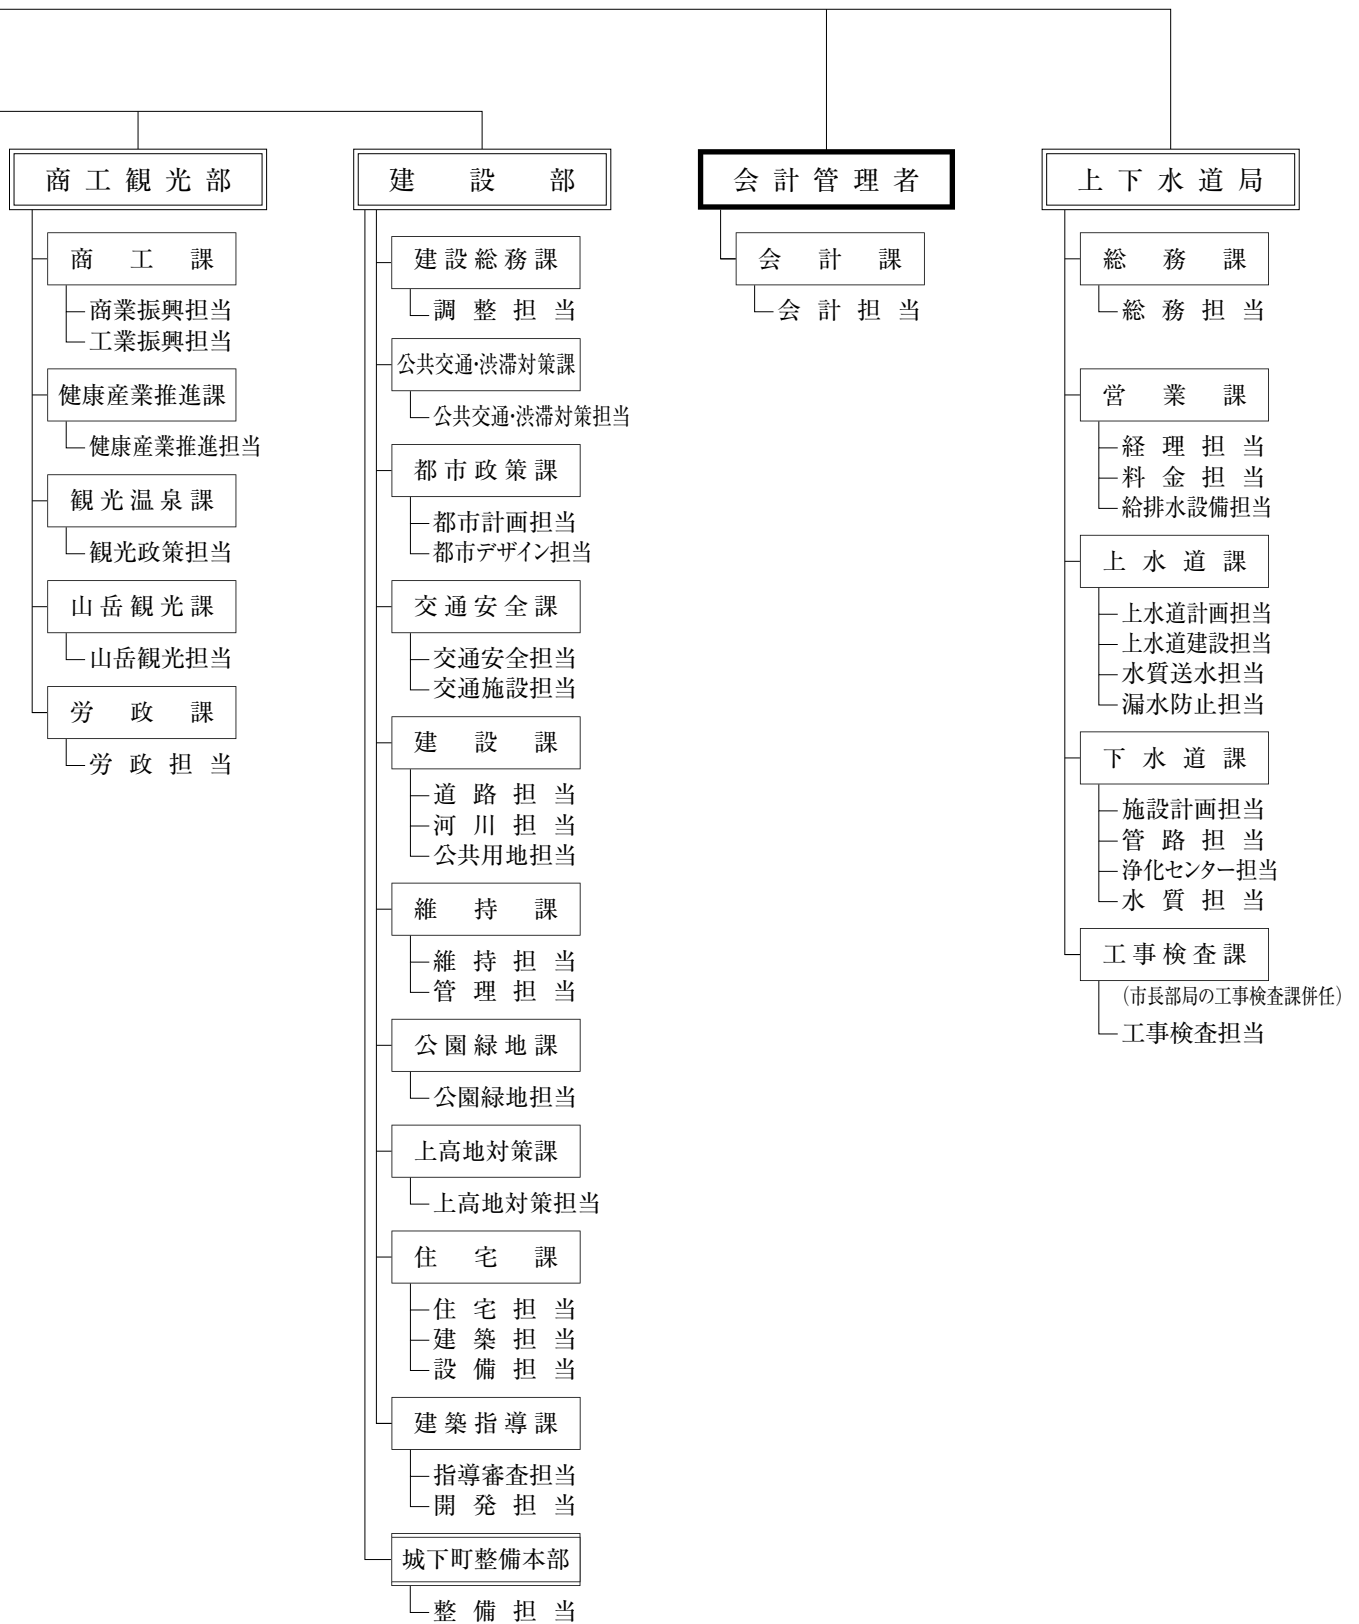 商工観光部
商工課
商業振興担当
工業振興担当
健康産業推進課
健康産業推進担当
観光温泉課
観光政策担当
山岳観光課
山岳観光担当
労政課
労政担当
建設部
建設総務課
調整担当
公共交通・渋滞対策課
公共交通・渋滞対策担当
都市政策課
都市計画担当
都市デザイン担当
交通安全課
交通安全担当
交通施設担当
建設課
道路担当
河川担当
公共用地担当
維持課
維持担当
管理担当
公園緑地課
公園緑地担当
上高地対策課
上高地対策担当
住宅課
住宅担当
建築担当
設備担当
建築指導課
指導審査担当
開発担当
城下町整備本部
整備担当
会計管理者
会計課
会計担当
上下水道局
総務課
総務担当
営業課
経理担当
料金担当
給排水設備担当
上水道課
上水道計画担当
上水道建設担当
水質送水担当
漏水防止担当
下水道課
施設計画担当
管路担当
浄化センター担当
水質担当
工事検査課
(市長部局の工事検査課併任)
工事検査担当